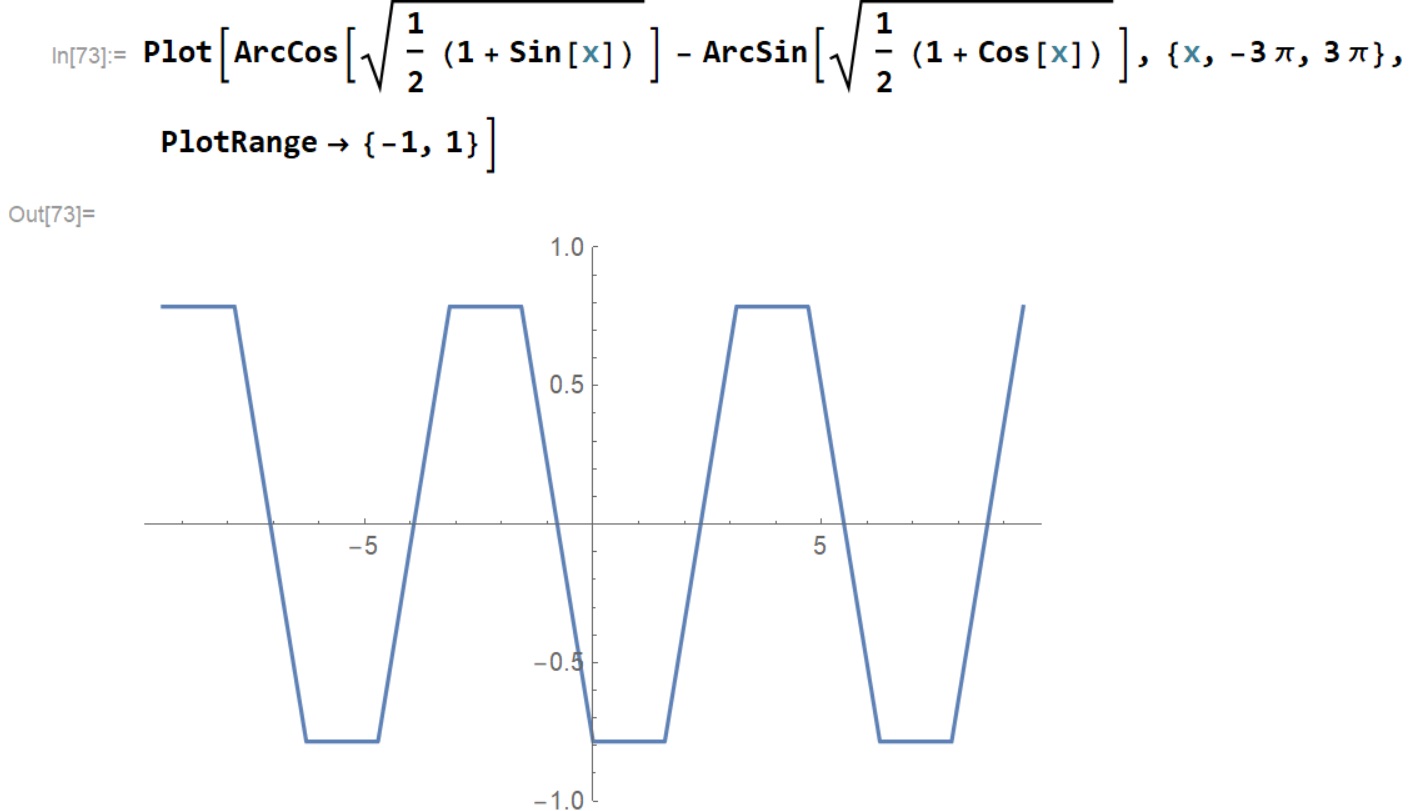 In[73]:= Plot[ArcCos[√(1/2 (1 + Sin[x]))] - ArcSin[√(1/2 (1 + Cos[x]))], {x, -3 π, 3 π},
PlotRange → {-1, 1}]
Out[73]=
1.0
0.5
-5
5
-0.5
-1.0